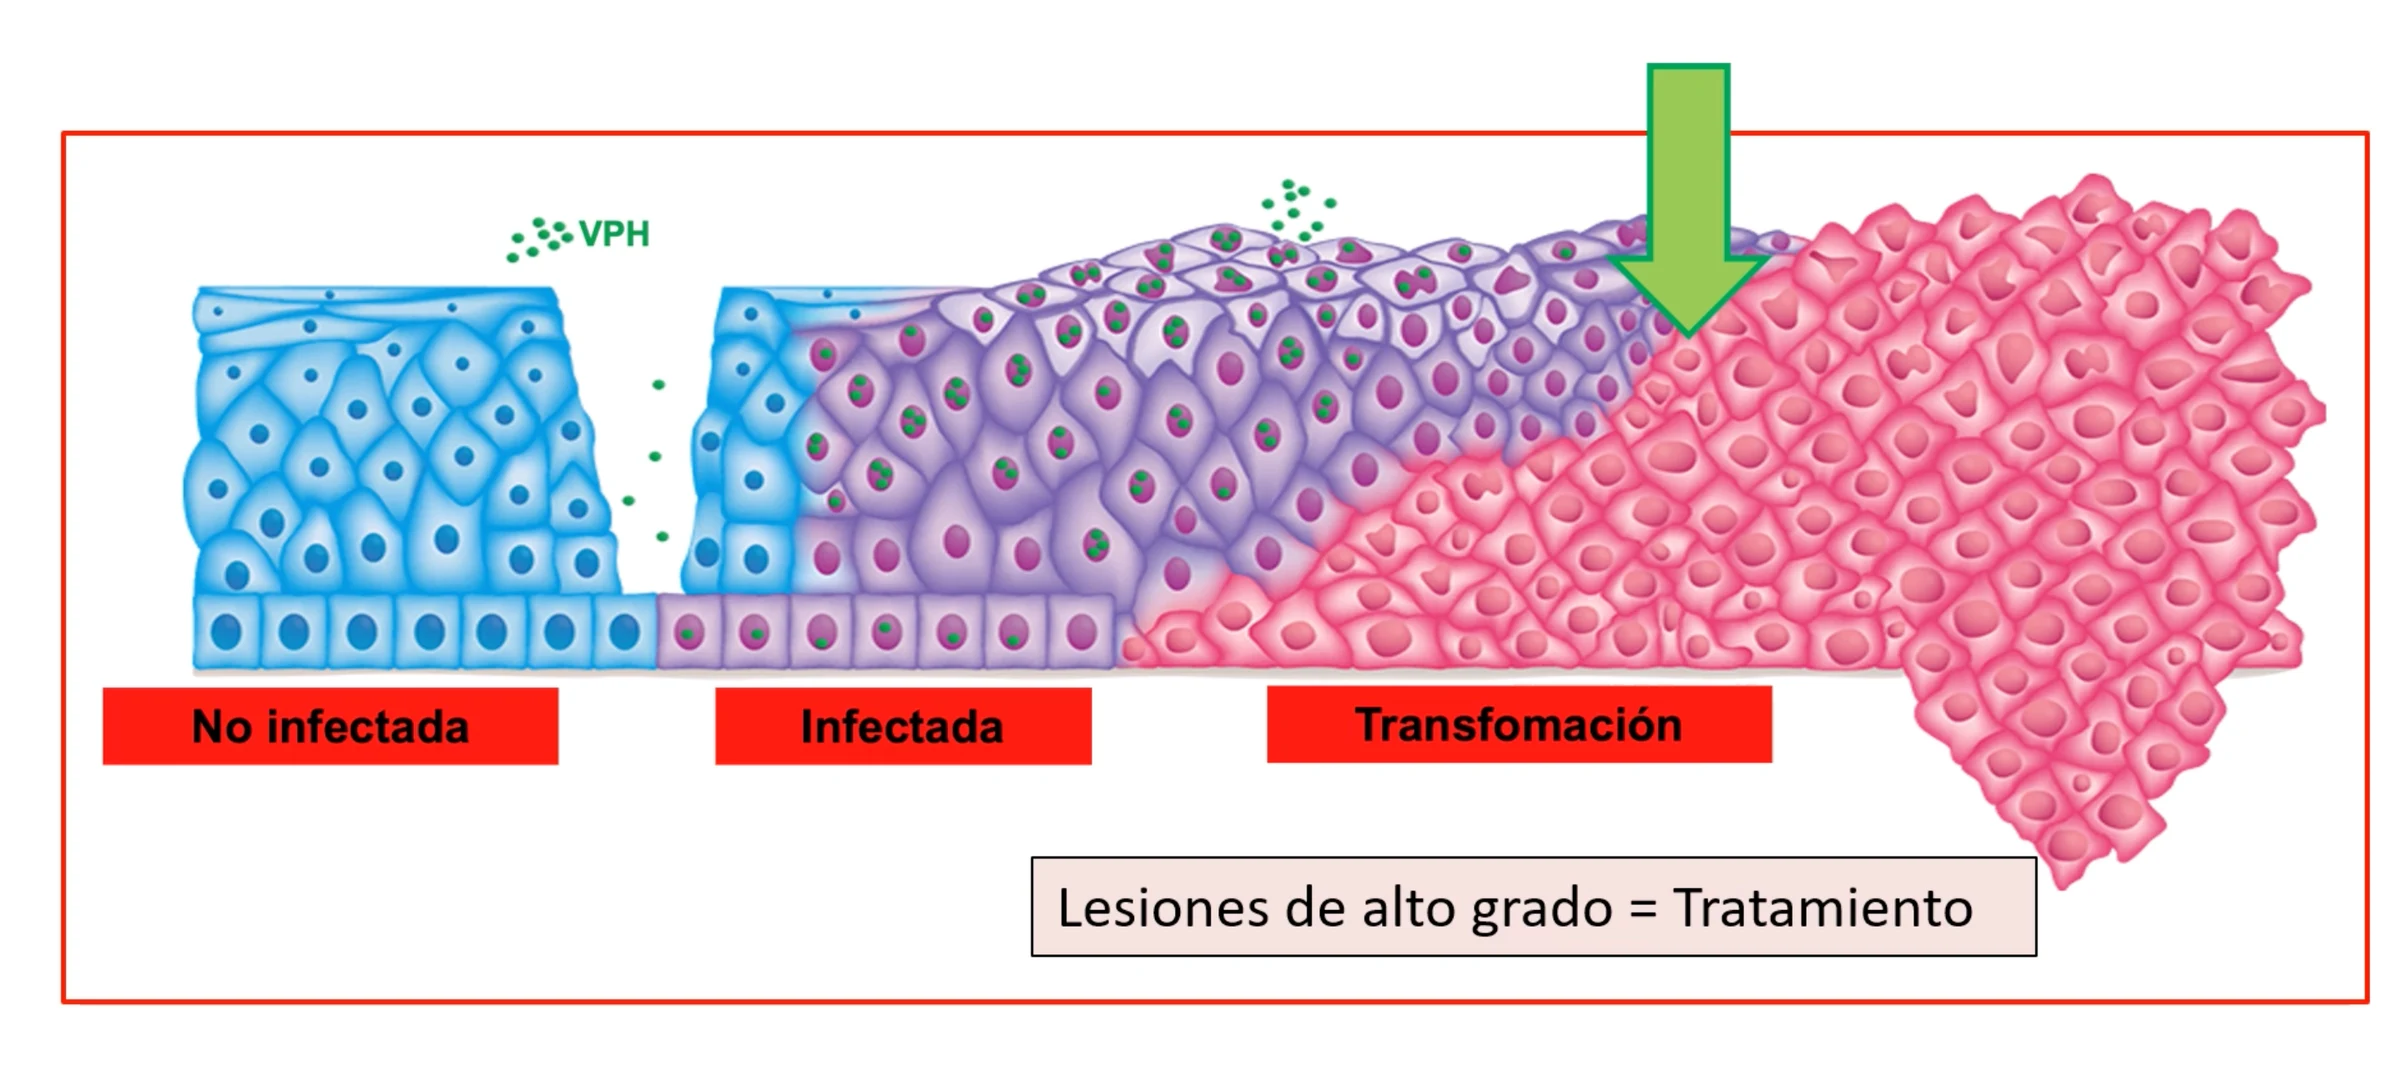 VPH
No infectada
Infectada
Transfomación
Lesiones de alto grado = Tratamiento